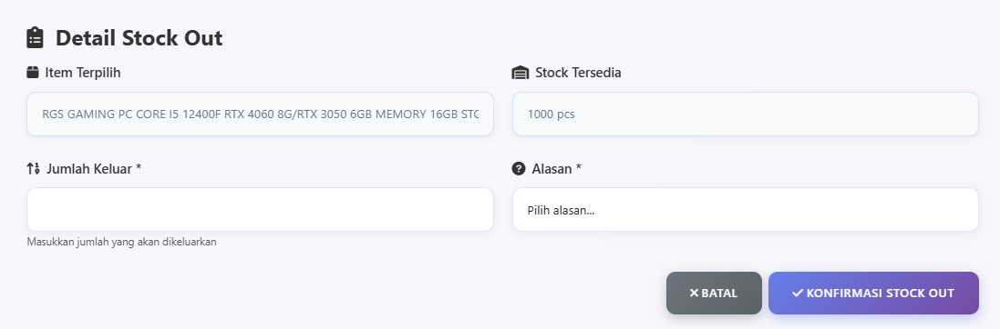 Detail Stock Out
Item Terpilih
Stock Tersedia
RGS GAMING PC CORE I5 12400F RTX 4060 8G/RTX 3050 6GB MEMORY 16GB
1000 pcs
Jumlah Keluar *
Alasan *
Pilih alasan...
Masukkan jumlah yang akan dikeluarkan
BATAL
KONFIRMASI STOCK OUT